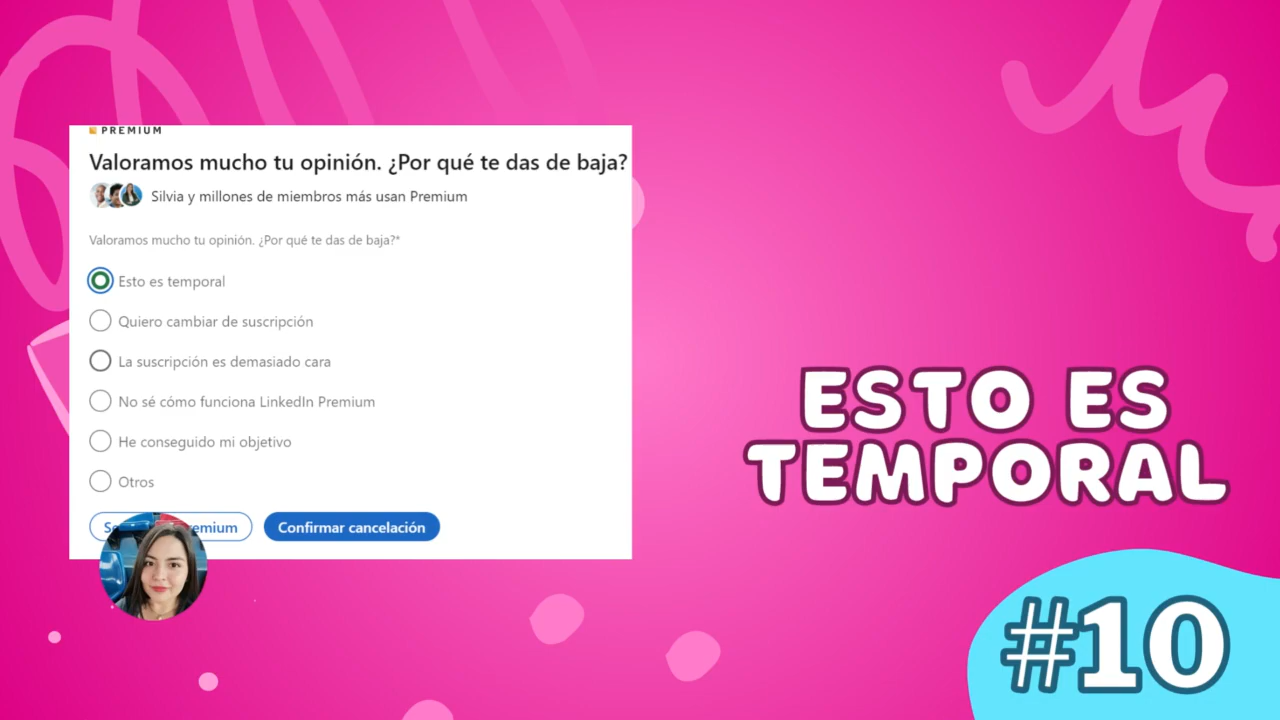 PREMIUM
Valoramos mucho tu opinión. ¿Por qué te das de baja?
Silvia y millones de miembros más usan Premium
Valoramos mucho tu opinión. ¿Por qué te das de baja?*
Esto es temporal
Quiero cambiar de suscripción
La suscripción es demasiado cara
No sé cómo funciona LinkedIn Premium
He conseguido mi objetivo
Otros
Confirmar cancelación
ESTO ES
TEMPORAL
#10